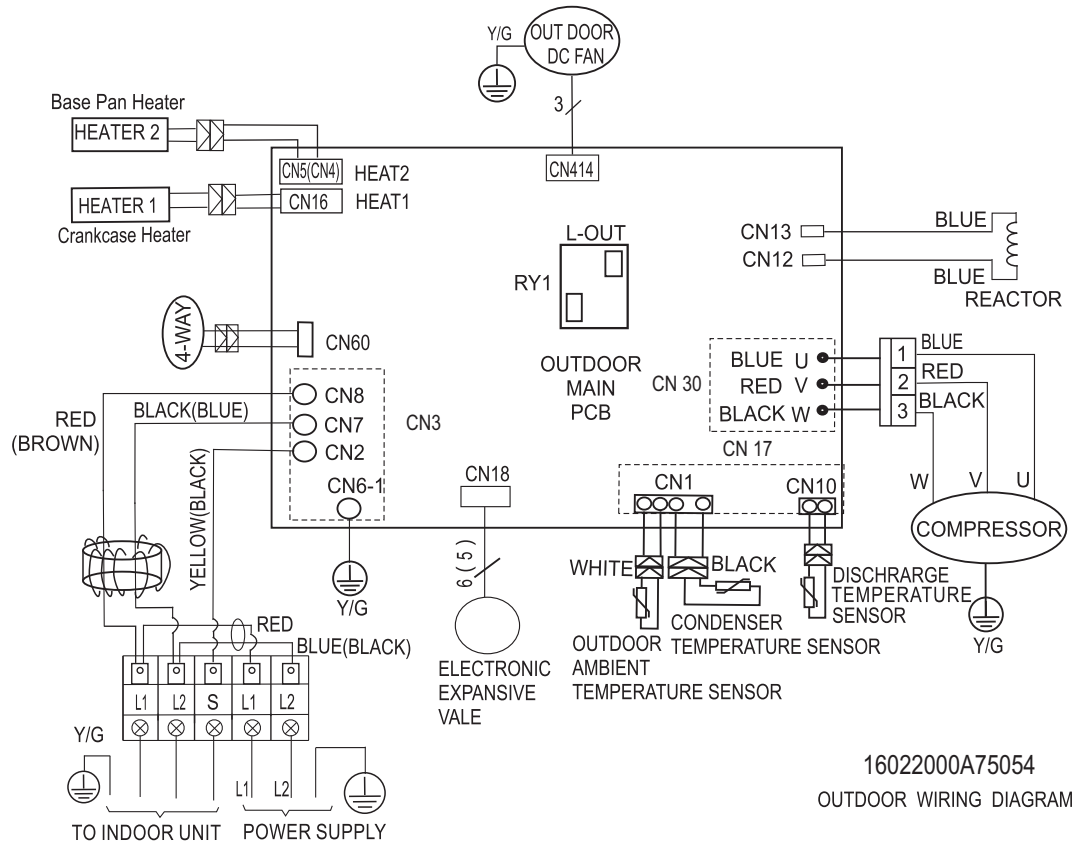 Y/G
OUT DOOR
DC FAN
3
Base Pan Heater
HEATER 2
CN5(CN4)
HEAT2
CN414
HEATER 1
CN16
HEAT1
Crankcase Heater
L-OUT
RY1
CN13
BLUE
CN12
BLUE
REACTOR
4-WAY
CN60
OUTDOOR
MAIN
PCB
CN 30
BLUE U
RED V
BLACK W
1
2
3
BLUE
RED
BLACK
CN 17
RED
(BROWN)
BLACK(BLUE)
YELLOW(BLACK)
CN8
CN7
CN2
CN3
CN6-1
Y/G
CN18
6(5)
CN1
CN10
W
V
U
COMPRESSOR
Y/G
WHITE
BLACK
DISCHRARGE
TEMPERATURE
SENSOR
CONDENSER
TEMPERATURE SENSOR
OUTDOOR
AMBIENT
TEMPERATURE SENSOR
ELECTRONIC
EXPANSIVE
VALE
RED
BLUE(BLACK)
L1
L2
S
L1
L2
Y/G
L1
L2
TO INDOOR UNIT
POWER SUPPLY
16022000A75054
OUTDOOR WIRING DIAGRAM